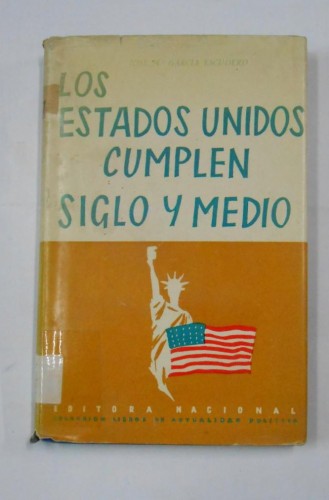 LOS
ESTADOS UNIDOS
CUMPLEN
SIGLO Y MEDIO
EDITORA NACIONAL